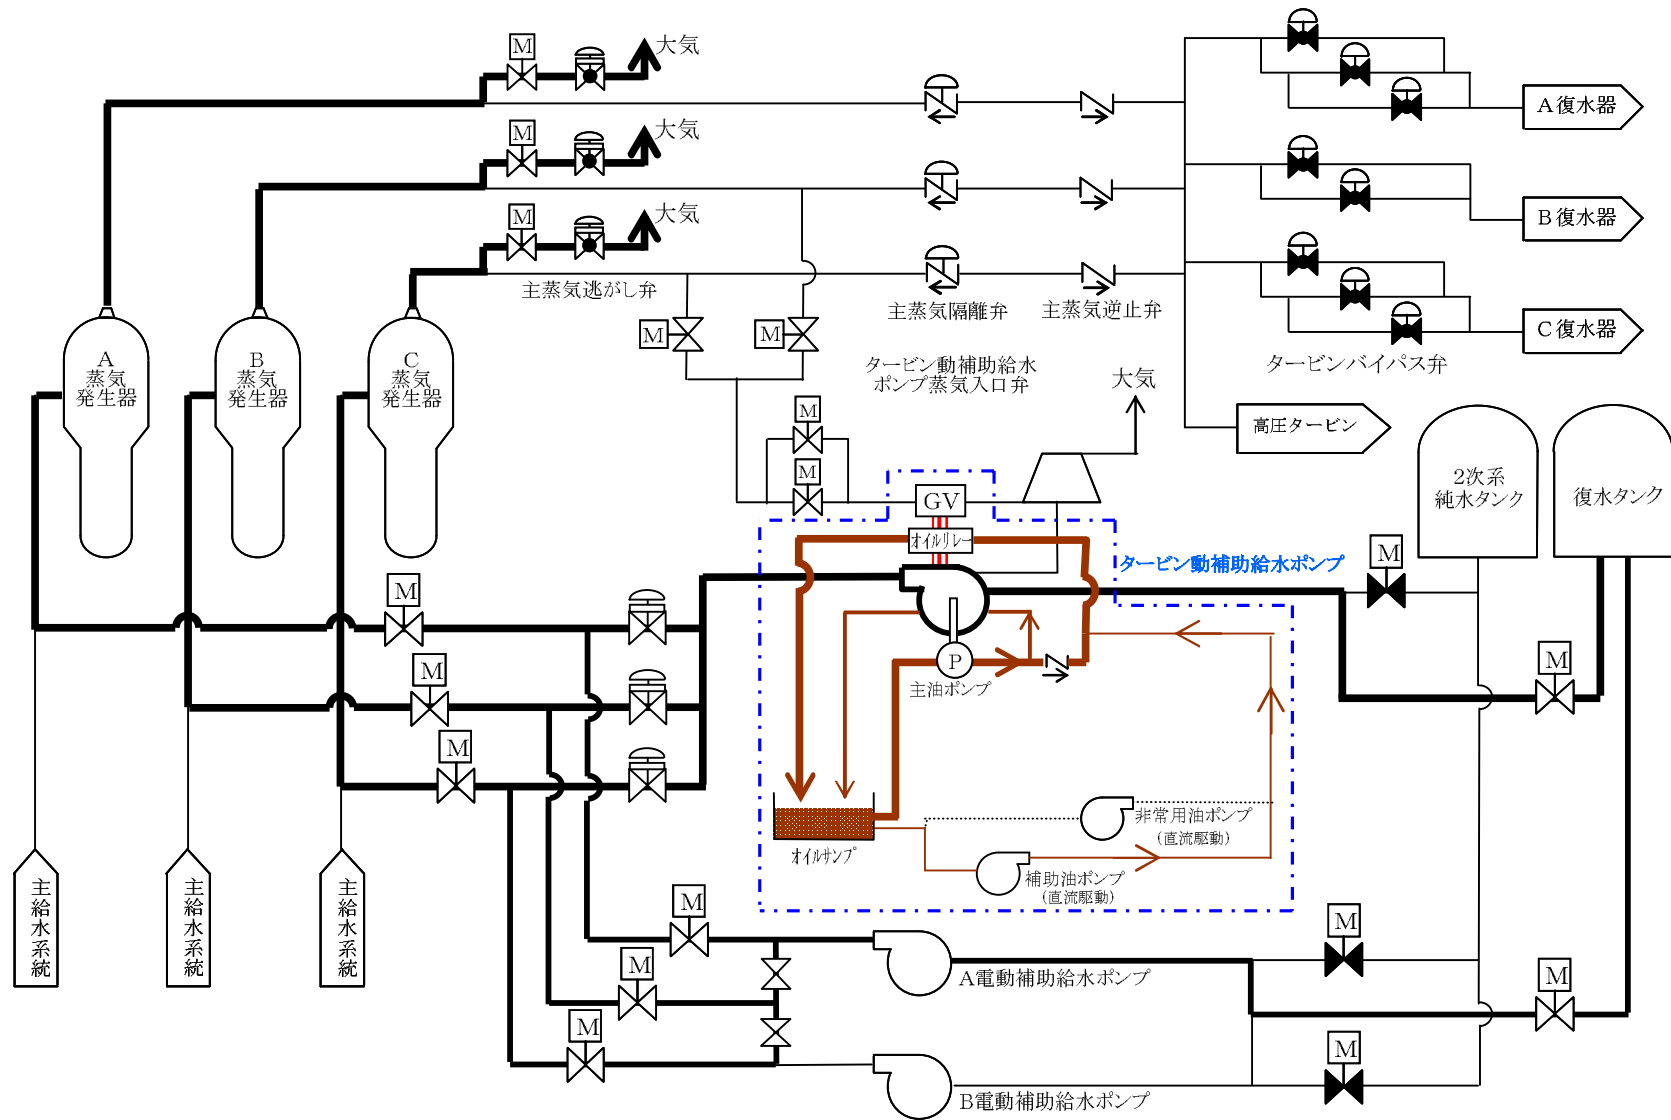 M
大気
M
大気
M
大気
主蒸気逃がし弁
主蒸気隔離弁
主蒸気逆止弁
A復水器
B復水器
C復水器
タービンバイパス弁
高圧タービン
A
蒸気
発生器
B
蒸気
発生器
C
蒸気
発生器
M
M
タービン動補助給水
ポンプ蒸気入口弁
大気
M
M
GV
オイルリレー
タービン動補助給水ポンプ
2次系
純水タンク
復水タンク
M
M
M
M
M
P
主油ポンプ
オイルサンプ
非常用油ポンプ
(直流駆動)
補助油ポンプ
(直流駆動)
主給水系統
主給水系統
主給水系統
M
M
M
A電動補助給水ポンプ
B電動補助給水ポンプ
M
M
M